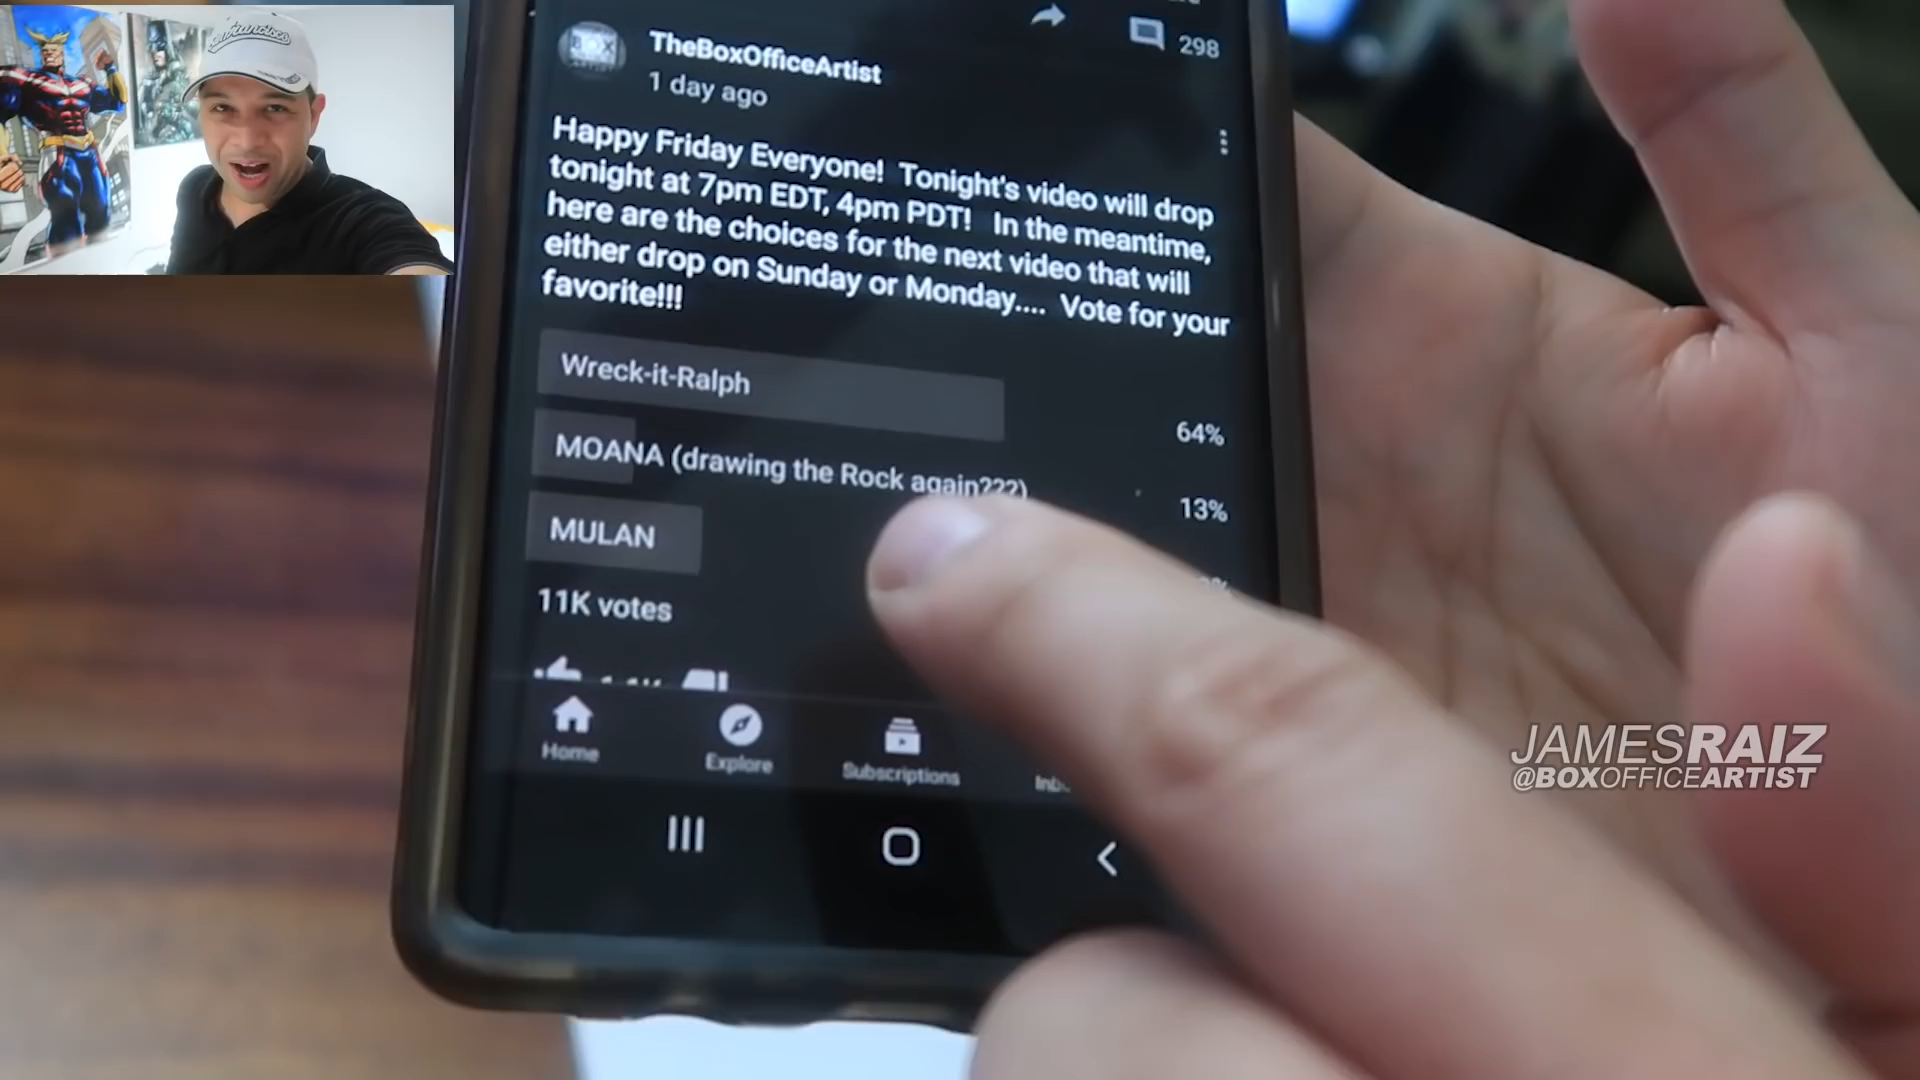 San Francisco
298
BOX
TheBoxOfficeArtist
1 day ago
Happy Friday Everyone! Tonight's video will drop
tonight at 7pm EDT, 4pm PDT! In the meantime,
here are the choices for the next video that will
either drop on Sunday or Monday.... Vote for your
favorite!!!
Wreck-it-Ralph
64%
MOANA (drawing the Rock again???)
13%
MULAN
11K votes
Home
Explore
Subscriptions
JAMESRAIZ
@BOXOFFICEARTIST